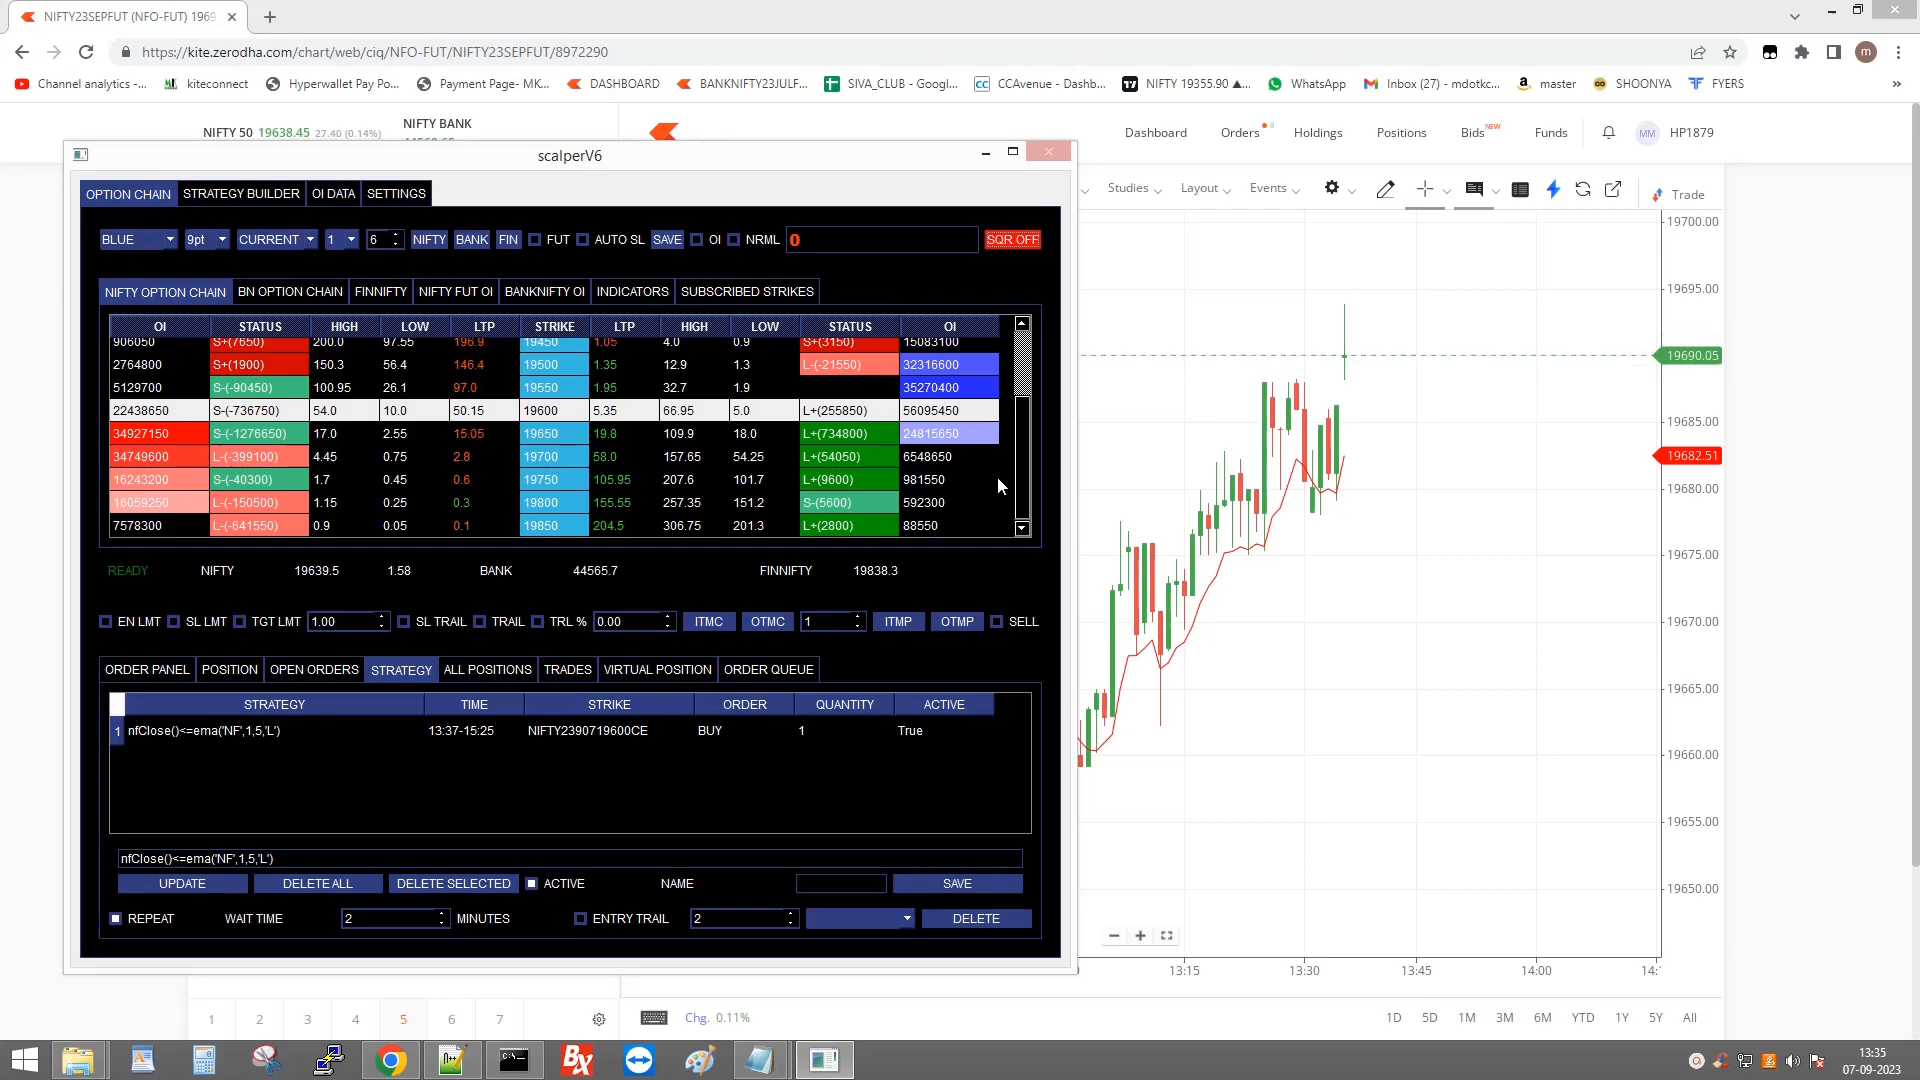 NIFTY23SEPFUT (NFO-FUT) 1969
https://kite.zerodha.com/chart/web/ciq/NFO-FUT/NIFTY23SEPFUT/8972290
m
Channel analytics -... kiteconnect Hyperwallet Pay Po... Payment Page- MK... DASHBOARD BANKNIFTY23JULF... SIVA_CLUB - Googl... CCAvenue - Dashb... NIFTY 19355.90 ▲... WhatsApp Inbox (27) - mdotkc... master SHOONYA FYERS »
NIFTY 50 19638.45 27.40 (0.14%) NIFTY BANK
Dashboard Orders Holdings Positions Bids NEW Funds MM HP1879
scalperV6
OPTION CHAIN STRATEGY BUILDER OI DATA SETTINGS
Studies Layout Events Trade
BLUE 9pt CURRENT 1 6 NIFTY BANK FIN FUT AUTO SL SAVE OI NRML 0 SQR OFF
NIFTY OPTION CHAIN BN OPTION CHAIN FINNIFTY NIFTY FUT OI BANKNIFTY OI INDICATORS SUBSCRIBED STRIKES
OI STATUS HIGH LOW LTP STRIKE LTP HIGH LOW STATUS OI
906050 S+(7650) 200.0 97.55 196.9 19450 1.05 4.0 0.9 S+(3150) 15083100
2764800 S+(1900) 150.3 56.4 146.4 19500 1.35 12.9 1.3 L-(-21550) 32316600
5129700 S-(-90450) 100.95 26.1 97.0 19550 1.95 32.7 1.9 35270400
22438650 S-(-736750) 54.0 10.0 50.15 19600 5.35 66.95 5.0 L+(255850) 56095450
34927150 S-(-1276650) 17.0 2.55 15.05 19650 19.8 109.9 18.0 L+(734800) 24815650
34749600 L-(-399100) 4.45 0.75 2.8 19700 58.0 157.65 54.25 L+(54050) 6548650
16243200 S-(-40300) 1.7 0.45 0.6 19750 105.95 207.6 101.7 L+(9600) 981550
16059250 L-(-150500) 1.15 0.25 0.3 19800 155.55 257.35 151.2 S-(5600) 592300
7578300 L-(-641550) 0.9 0.05 0.1 19850 204.5 306.75 201.3 L+(2800) 88550
READY NIFTY 19639.5 1.58 BANK 44565.7 FINNIFTY 19838.3
EN LMT SL LMT TGT LMT 1.00 SL TRAIL TRAIL TRL % 0.00 ITMC OTMC 1 ITMP OTMP SELL
ORDER PANEL POSITION OPEN ORDERS STRATEGY ALL POSITIONS TRADES VIRTUAL POSITION ORDER QUEUE
STRATEGY TIME STRIKE ORDER QUANTITY ACTIVE
1 nfClose()<=ema('NF',1,5,'L') 13:37-15:25 NIFTY2390719600CE BUY 1 True
nfClose()<=ema('NF',1,5,'L')
UPDATE DELETE ALL DELETE SELECTED ACTIVE NAME SAVE
REPEAT WAIT TIME 2 MINUTES ENTRY TRAIL 2 DELETE
19700.00
19695.00
19690.05
19685.00
19682.51
19680.00
19675.00
19670.00
19665.00
19660.00
19655.00
19650.00
13:15 13:30 13:45 14:00
1 2 3 4 5 6 7 Chg. 0.11% 1D 5D 1M 3M 6M YTD 1Y 5Y All
13:35
07-09-2023